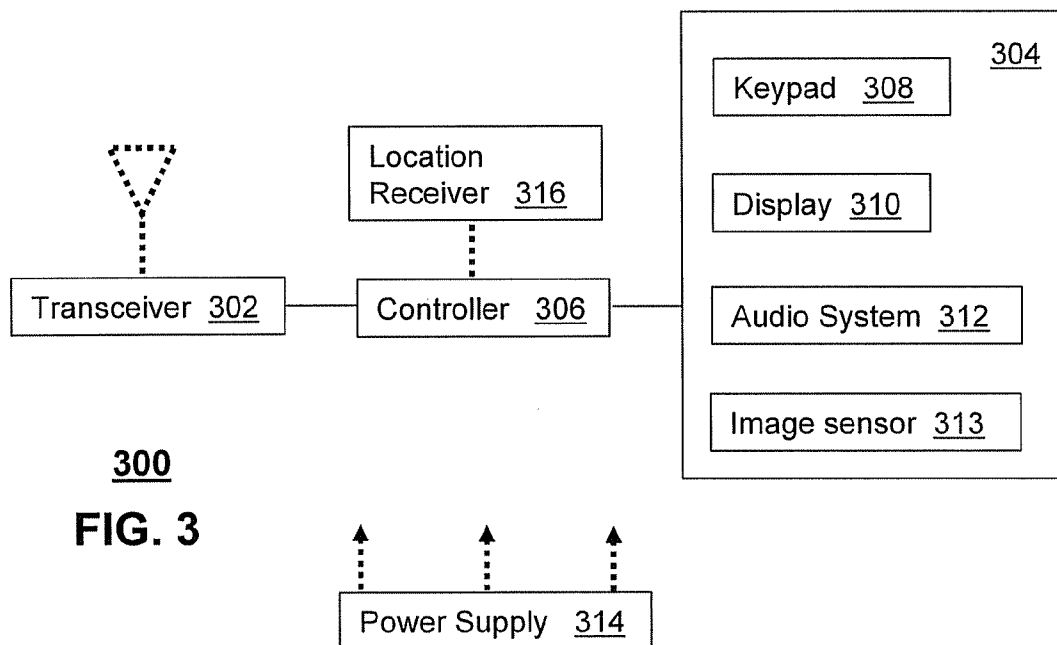 304
Keypad 308
Location
Receiver 316
Display 310
Transceiver 302
Controller 306
Audio System 312
Image sensor 313
300
FIG. 3
Power Supply 314